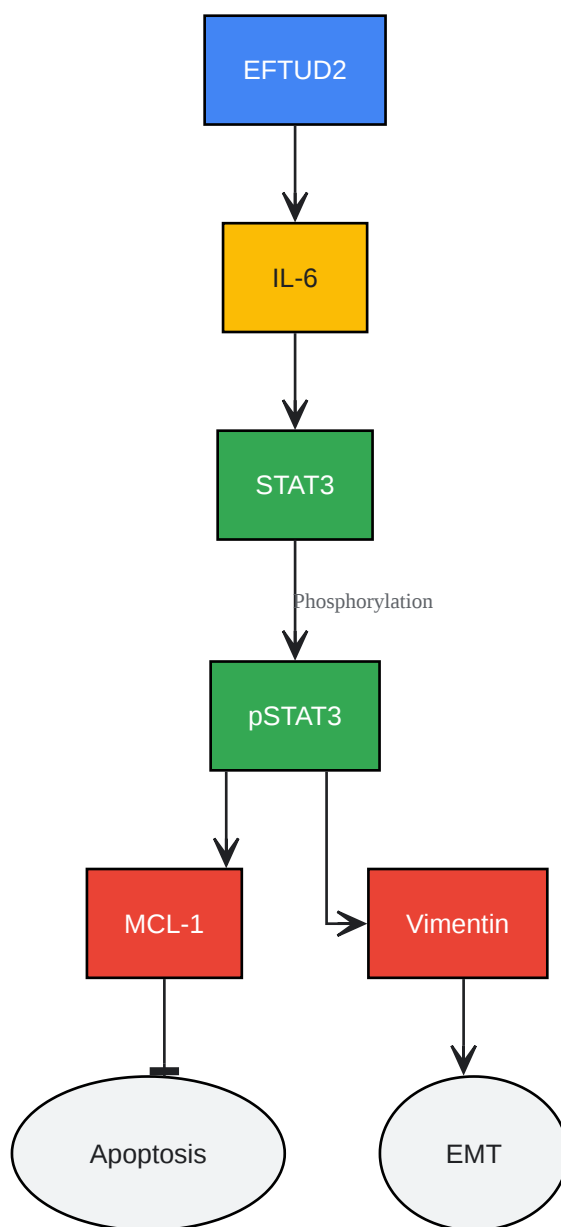 EFTUD2
IL-6
STAT3
Phosphorylation
pSTAT3
MCL-1
Vimentin
Apoptosis
EMT